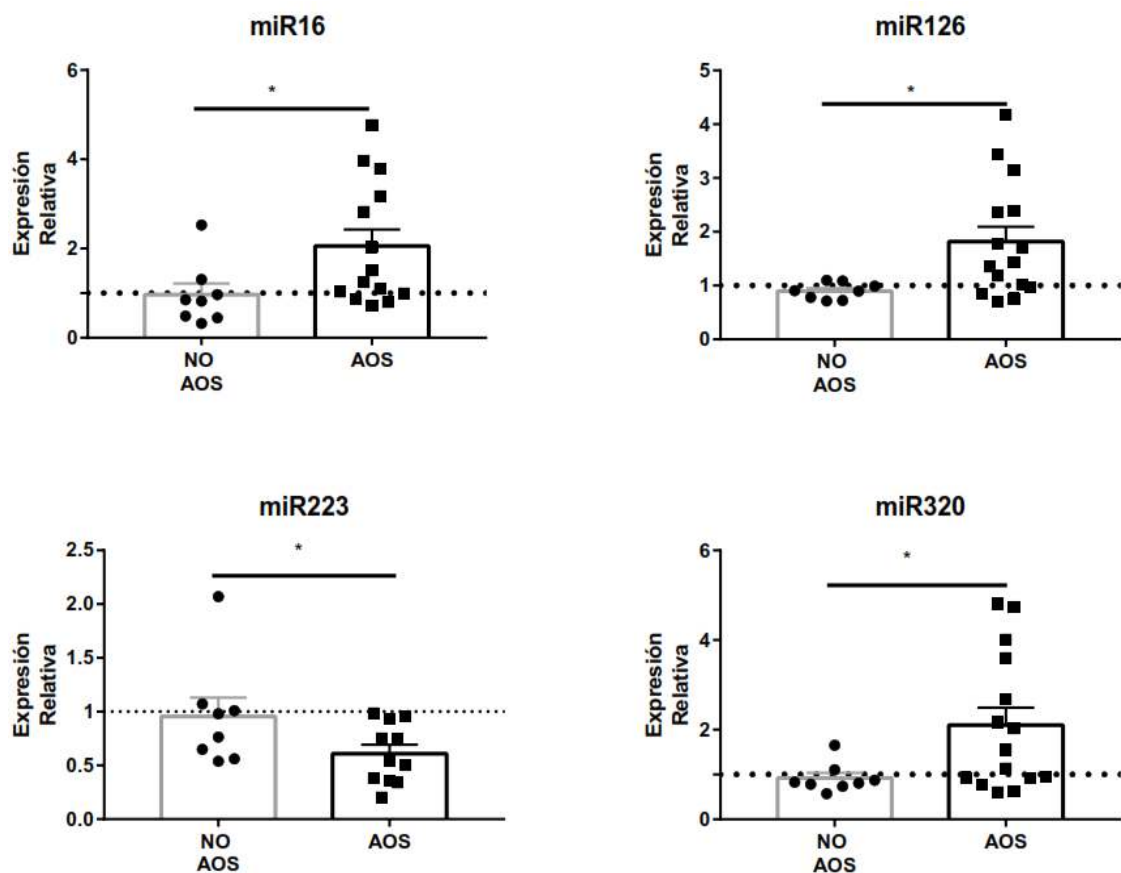 miR16
Expresión
Relativa
6
4
2
0
*
NO
AOS
AOS
miR126
Expresión
Relativa
5
4
3
2
1
0
*
NO
AOS
AOS
miR223
Expresión
Relativa
2.5
2.0
1.5
1
0.5
0.0
*
NO
AOS
AOS
miR320
Expresión
Relativa
6
4
2
0
*
NO
AOS
AOS